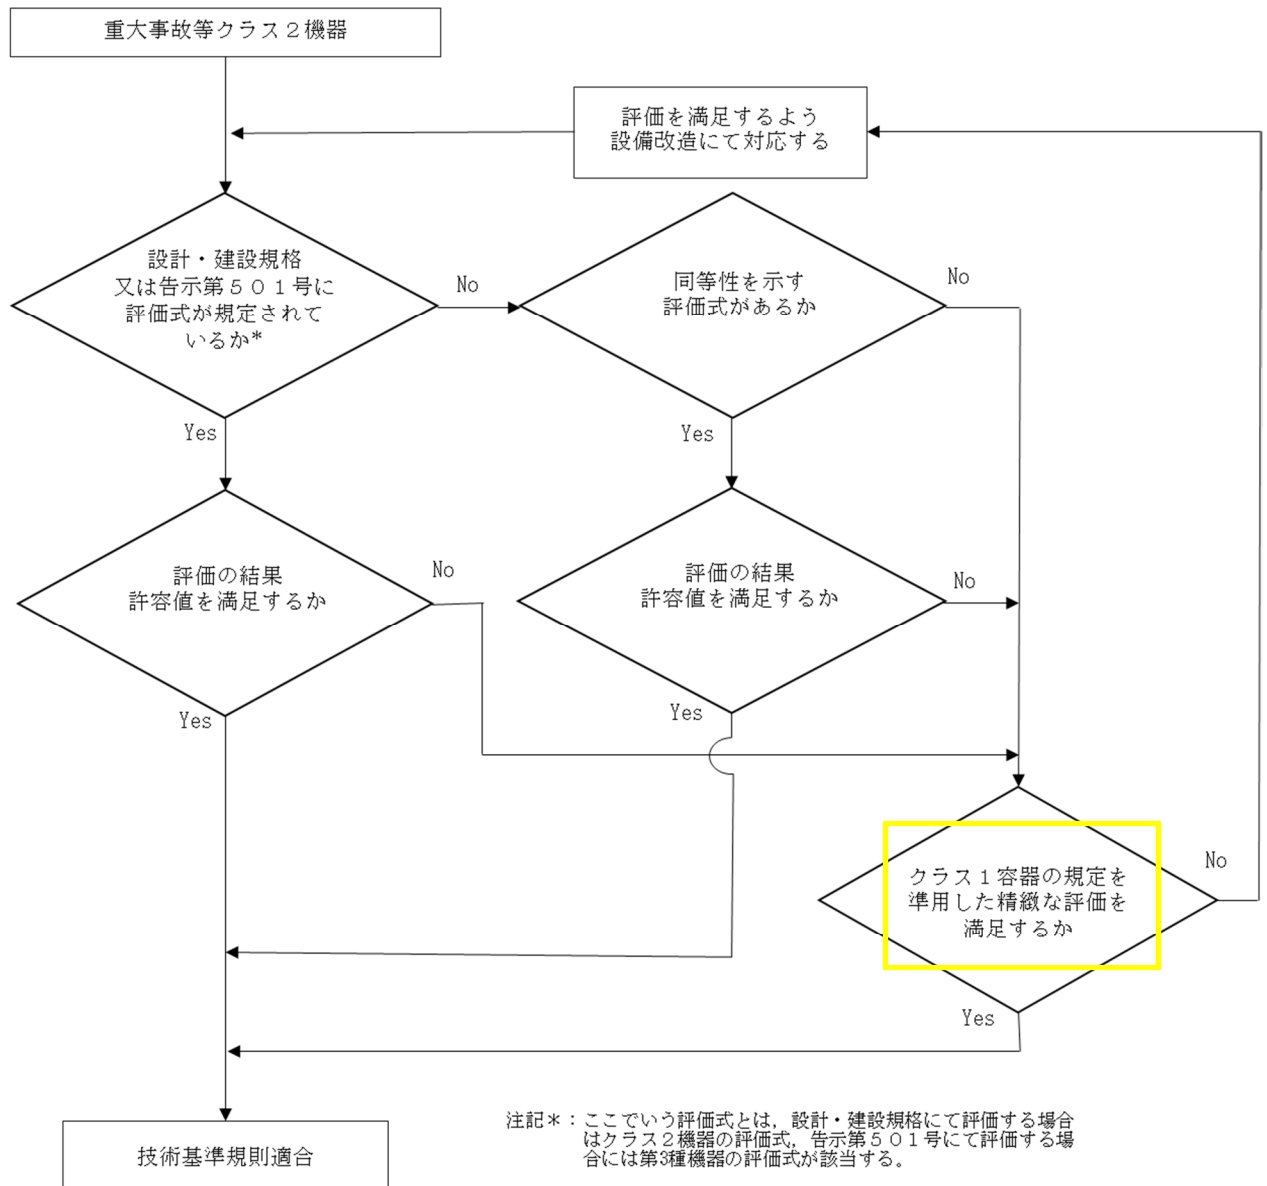 重大事故等クラス２機器
評価を満足するよう
設備改造にて対応する
設計・建設規格
又は告示第５０１号に
評価式が規定されて
いるか*
No
同等性を示す
評価式があるか
No
Yes
Yes
評価の結果
許容値を満足するか
No
評価の結果
許容値を満足するか
No
Yes
Yes
クラス１容器の規定を
準用した精緻な評価を
満足するか
No
Yes
技術基準規則適合
注記＊：ここでいう評価式とは，設計・建設規格にて評価する場合
はクラス２機器の評価式，告示第５０１号にて評価する場
合には第3種機器の評価式が該当する。